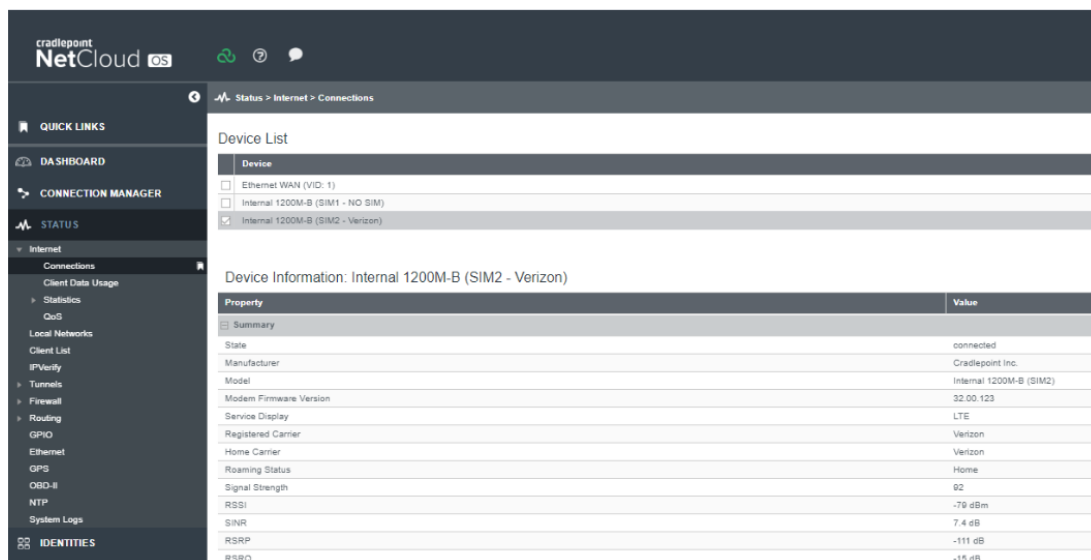 cradlepoint
NetCloud OS
Status > Internet > Connections
QUICK LINKS
DASHBOARD
CONNECTION MANAGER
STATUS
Internet
Connections
Client Data Usage
Statistics
QoS
Local Networks
Client List
IPVerify
Tunnels
Firewall
Routing
GPIO
Ethernet
GPS
OBD-II
NTP
System Logs
IDENTITIES
Device List
Device
Ethernet WAN (VID: 1)
Internal 1200M-B (SIM1 - NO SIM)
Internal 1200M-B (SIM2 - Verizon)
Device Information: Internal 1200M-B (SIM2 - Verizon)
Property Value
Summary
State connected
Manufacturer Cradlepoint Inc.
Model Internal 1200M-B (SIM2)
Modem Firmware Version 32.00.123
Service Display LTE
Registered Carrier Verizon
Home Carrier Verizon
Roaming Status Home
Signal Strength 92
RSSI -79 dBm
SINR 7.4 dB
RSRP -111 dB
RSRQ -15 dB